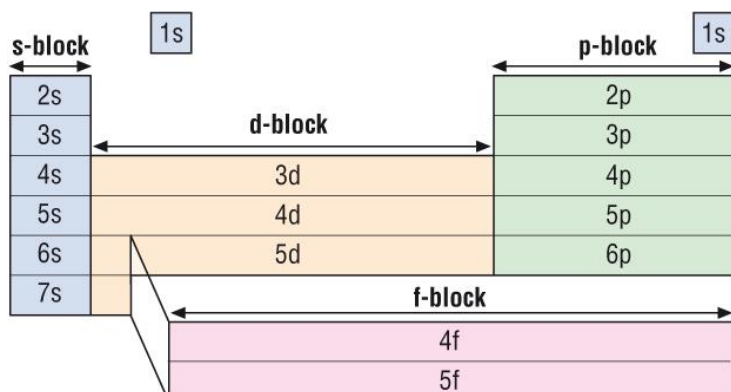 1s 1s
s-block p-block
2s 2p
3s d-block 3p
4s 3d 4p
5s 4d 5p
6s 5d 6p
7s f-block
4f
5f